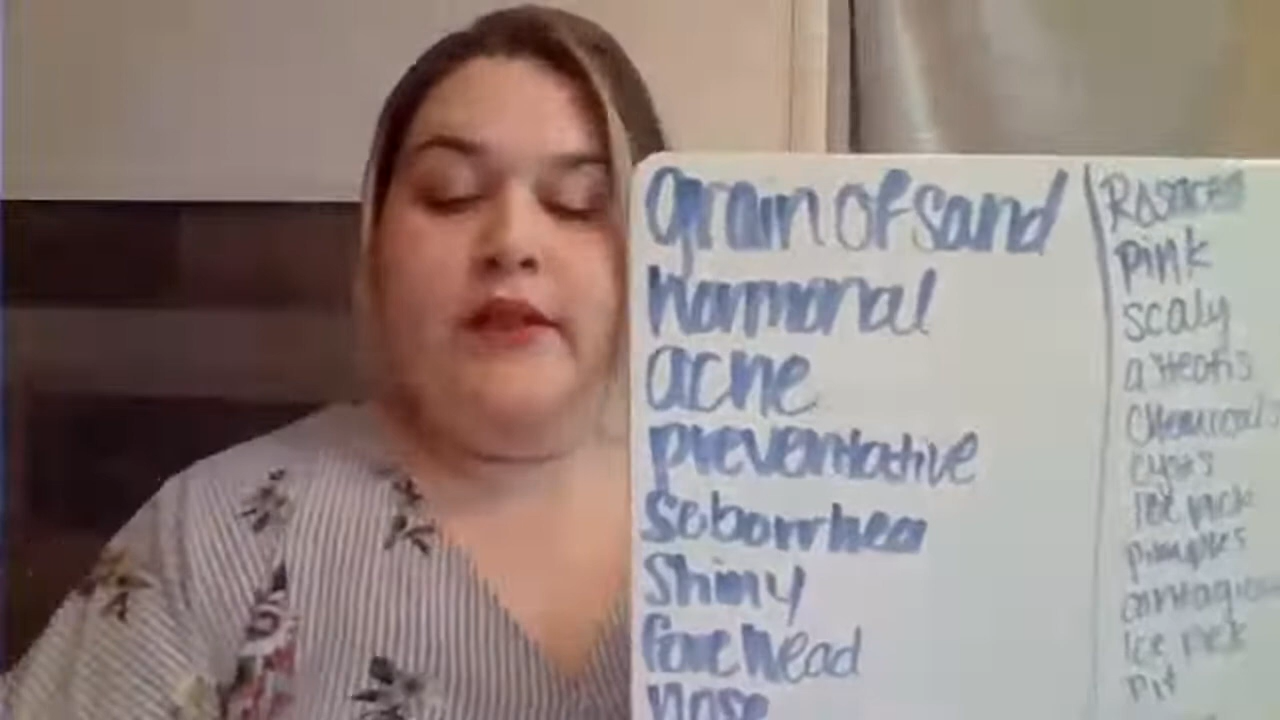 Grain of sand
Hormonal
acne
preventative
Seborrhea
Shiny
forehead
nose
Rosacea
pink
scaly
chemicals
cysts
Ice pick
pimples
contagious
Ice pick
pit